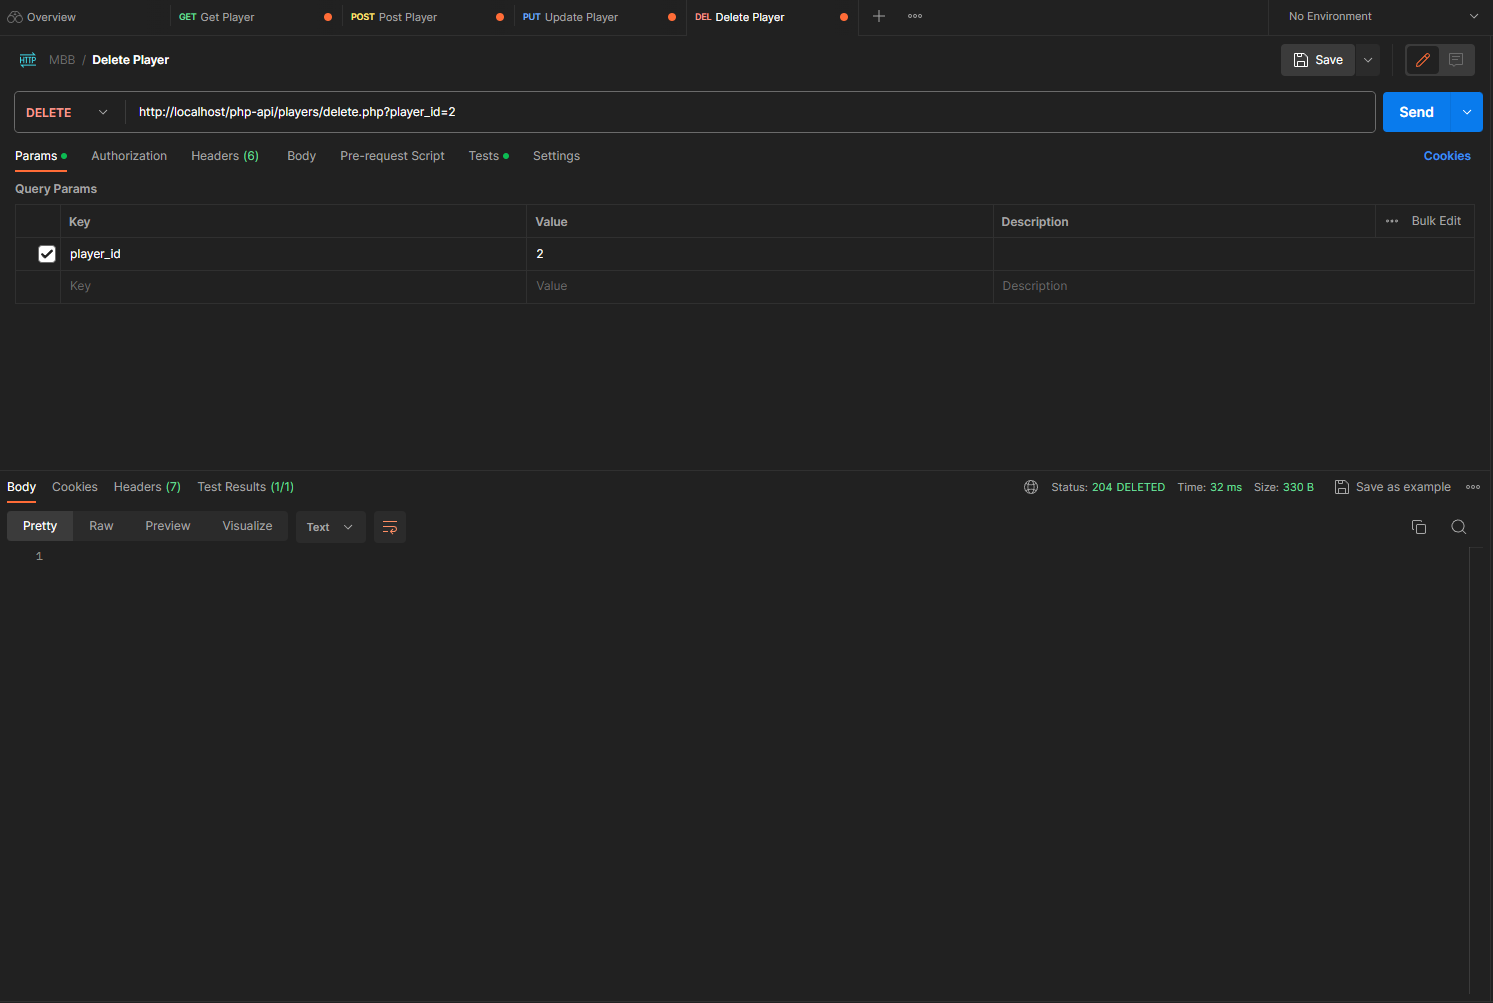 Overview GET Get Player POST Post Player PUT Update Player DEL Delete Player No Environment
HTTP MBB / Delete Player Save
DELETE http://localhost/php-api/players/delete.php?player_id=2 Send
Params Authorization Headers (6) Body Pre-request Script Tests Settings Cookies
Query Params
Key Value Description Bulk Edit
player_id 2
Key Value Description
Body Cookies Headers (7) Test Results (1/1) Status: 204 DELETED Time: 32 ms Size: 330 B Save as example
Pretty Raw Preview Visualize Text
1